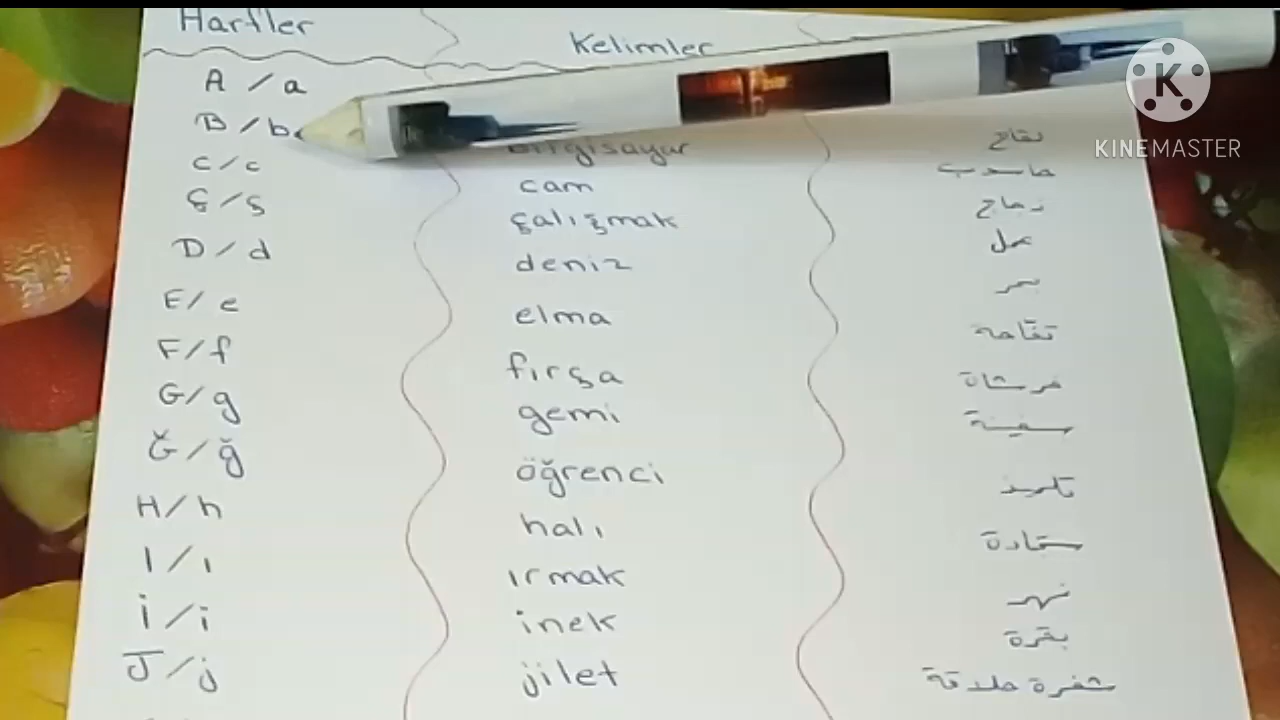 Harfler Kelimler
A / a
B / b bilgisayar تفاح
C / c cam حاسوب
Ç / ç çalışmak زجاج
D / d deniz عمل
E / e elma بحر
F / f fırça تفاحة
G / g gemi فرشاة
Ğ / ğ öğrenci سفينة
H / h halı تلميذ
I / ı ırmak سجادة
İ / i inek نهر
J / j jilet بقرة
شفرة حلاقة
K
KINEMASTER